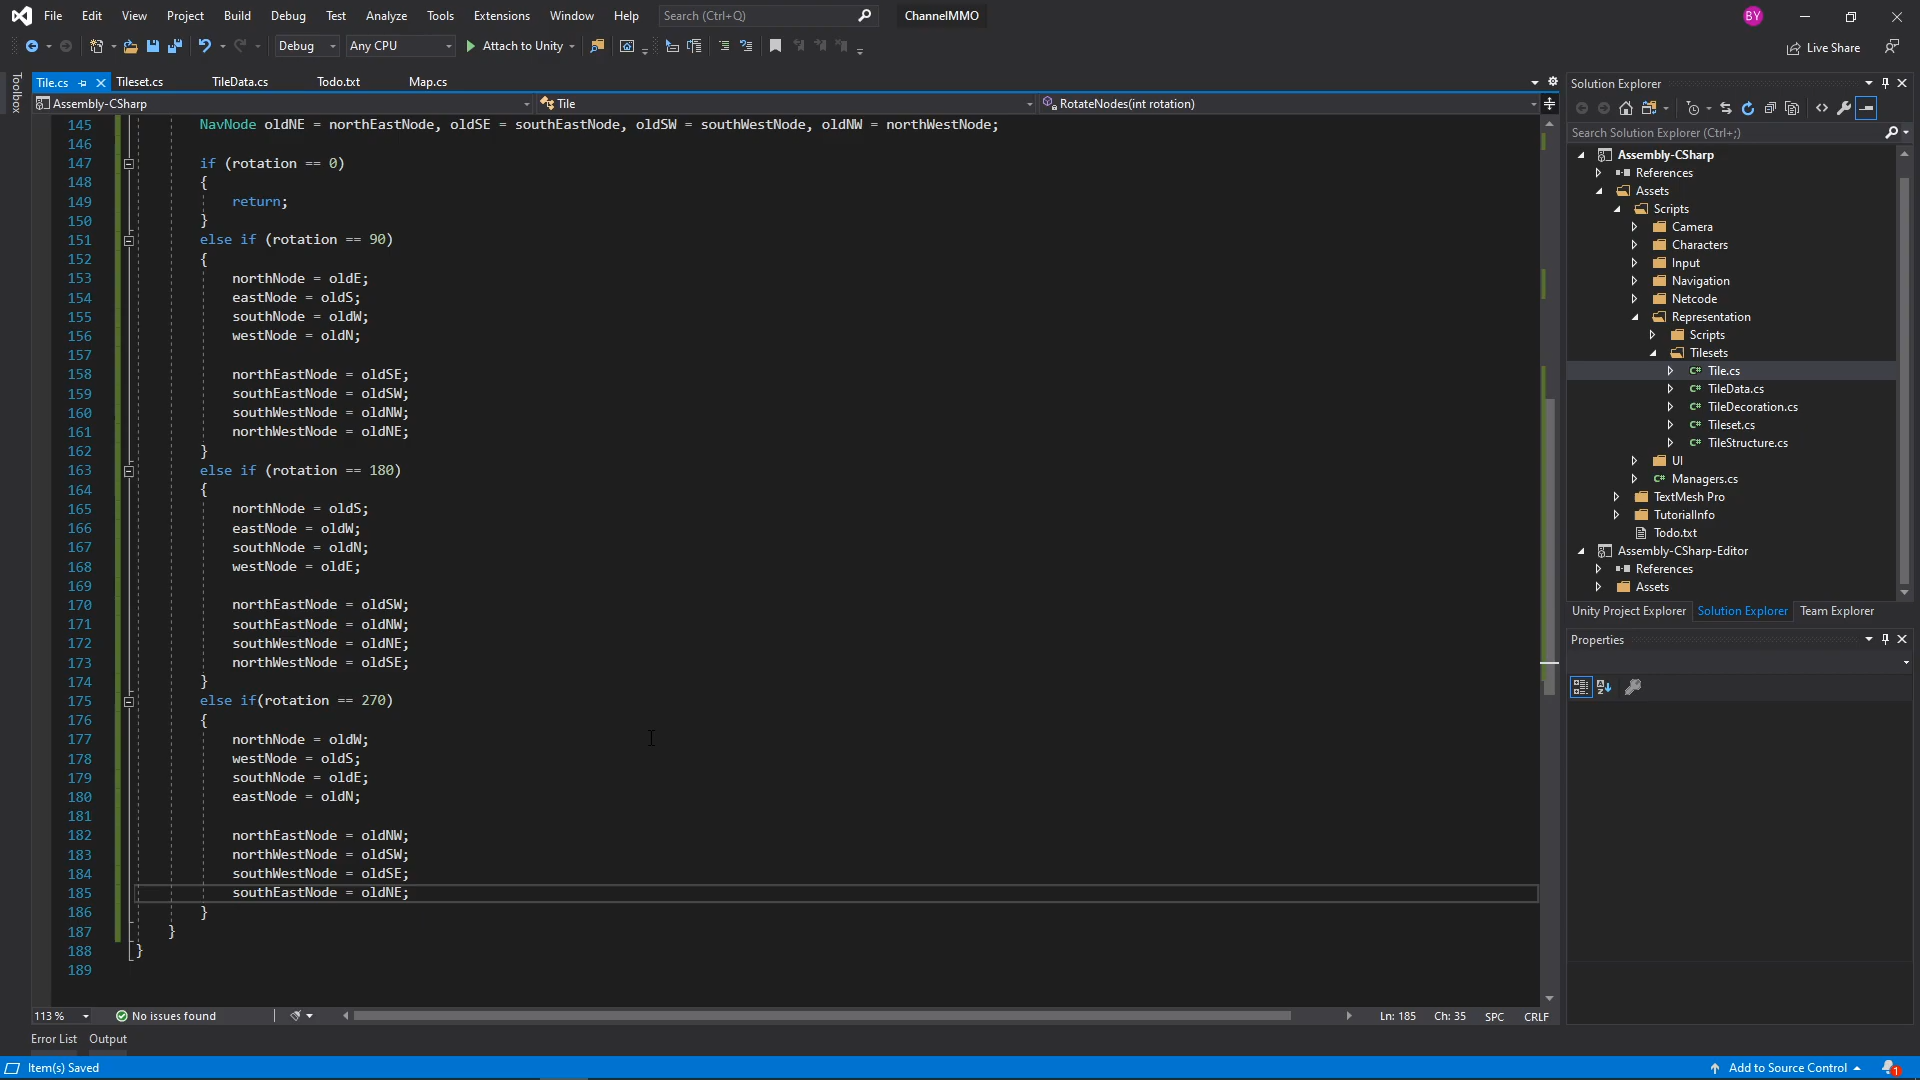 File Edit View Project Build Debug Test Analyze Tools Extensions Window Help Search (Ctrl+Q) ChannelMMO BY
Debug Any CPU Attach to Unity Live Share
Toolbox
Tile.cs Tileset.cs TileData.cs Todo.txt Map.cs
Assembly-CSharp Tile RotateNodes(int rotation)
145 NavNode oldNE = northEastNode, oldSE = southEastNode, oldSW = southWestNode, oldNW = northWestNode;
146
147 if (rotation == 0)
148 {
149 return;
150 }
151 else if (rotation == 90)
152 {
153 northNode = oldE;
154 eastNode = oldS;
155 southNode = oldW;
156 westNode = oldN;
157
158 northEastNode = oldSE;
159 southEastNode = oldSW;
160 southWestNode = oldNW;
161 northWestNode = oldNE;
162 }
163 else if (rotation == 180)
164 {
165 northNode = oldS;
166 eastNode = oldW;
167 southNode = oldN;
168 westNode = oldE;
169
170 northEastNode = oldSW;
171 southEastNode = oldNW;
172 southWestNode = oldNE;
173 northWestNode = oldSE;
174 }
175 else if(rotation == 270)
176 {
177 northNode = oldW;
178 westNode = oldS;
179 southNode = oldE;
180 eastNode = oldN;
181
182 northEastNode = oldNW;
183 northWestNode = oldSW;
184 southWestNode = oldSE;
185 southEastNode = oldNE;
186 }
187 }
188 }
189
113 % No issues found Ln: 185 Ch: 35 SPC CRLF
Error List Output
Item(s) Saved Add to Source Control 1
Solution Explorer
Search Solution Explorer (Ctrl+;)
Assembly-CSharp
References
Assets
Scripts
Camera
Characters
Input
Navigation
Netcode
Representation
Scripts
Tilesets
C# Tile.cs
C# TileData.cs
C# TileDecoration.cs
C# Tileset.cs
C# TileStructure.cs
UI
C# Managers.cs
TextMesh Pro
TutorialInfo
Todo.txt
Assembly-CSharp-Editor
References
Assets
Unity Project Explorer Solution Explorer Team Explorer
Properties